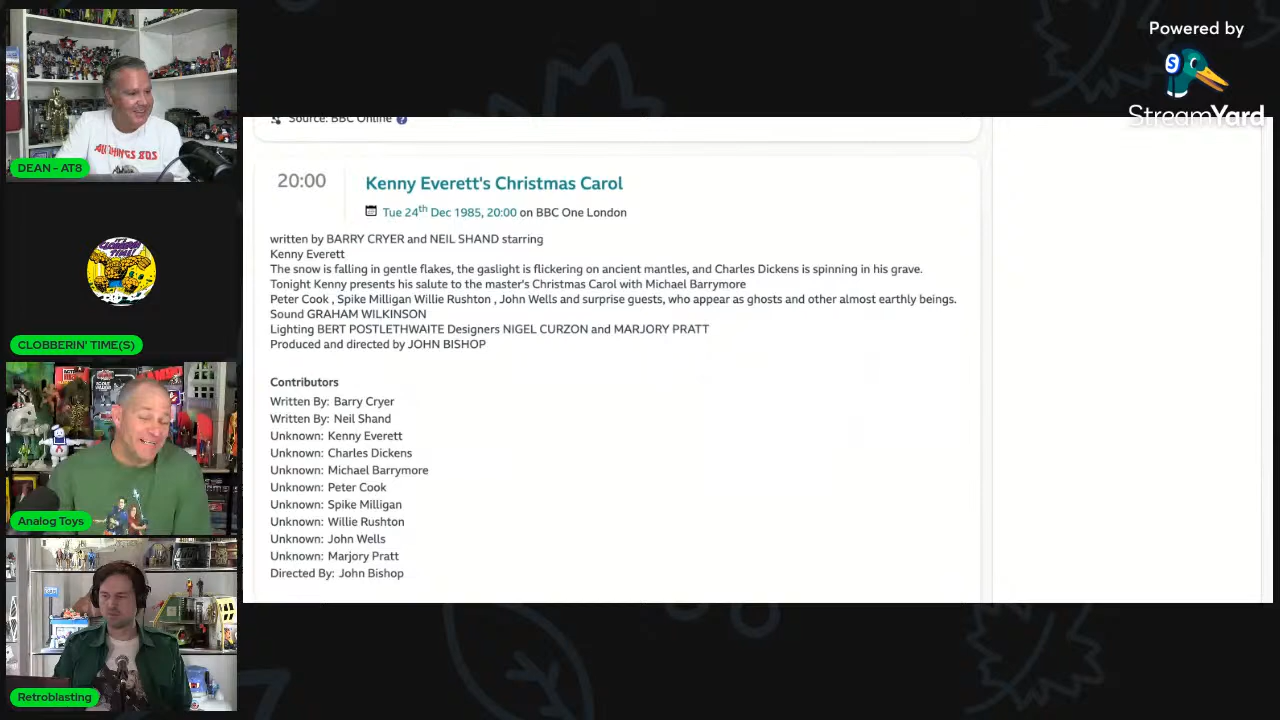 Powered by
S
StreamYard
ALL THINGS 80S
DEAN - AT8
CLOBBERIN' TIME(S)
Analog Toys
Retroblasting
Source: BBC Online ?
20:00
Kenny Everett's Christmas Carol
Tue 24th Dec 1985, 20:00 on BBC One London
written by BARRY CRYER and NEIL SHAND starring
Kenny Everett
The snow is falling in gentle flakes, the gaslight is flickering on ancient mantles, and Charles Dickens is spinning in his grave.
Tonight Kenny presents his salute to the master's Christmas Carol with Michael Barrymore
Peter Cook , Spike Milligan Willie Rushton , John Wells and surprise guests, who appear as ghosts and other almost earthly beings.
Sound GRAHAM WILKINSON
Lighting BERT POSTLETHWAITE Designers NIGEL CURZON and MARJORY PRATT
Produced and directed by JOHN BISHOP
Contributors
Written By: Barry Cryer
Written By: Neil Shand
Unknown: Kenny Everett
Unknown: Charles Dickens
Unknown: Michael Barrymore
Unknown: Peter Cook
Unknown: Spike Milligan
Unknown: Willie Rushton
Unknown: John Wells
Unknown: Marjory Pratt
Directed By: John Bishop